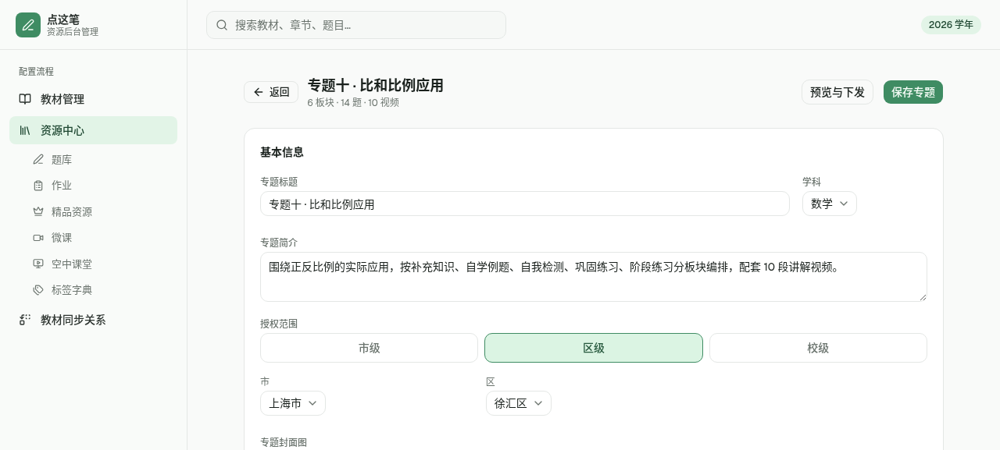 点这笔
资源后台管理
搜索教材、章节、题目...
2026 学年
配置流程
教材管理
资源中心
题库
作业
精品资源
微课
空中课堂
标签字典
教材同步关系
返回
专题十 · 比和比例应用
6 板块 · 14 题 · 10 视频
预览与下发
保存专题
基本信息
专题标题
学科
专题十 · 比和比例应用
数学
专题简介
围绕正反比例的实际应用，按补充知识、自学例题、自我检测、巩固练习、阶段练习分板块编排，配套 10 段讲解视频。
授权范围
市级
区级
校级
市
区
上海市
徐汇区
专题封面图